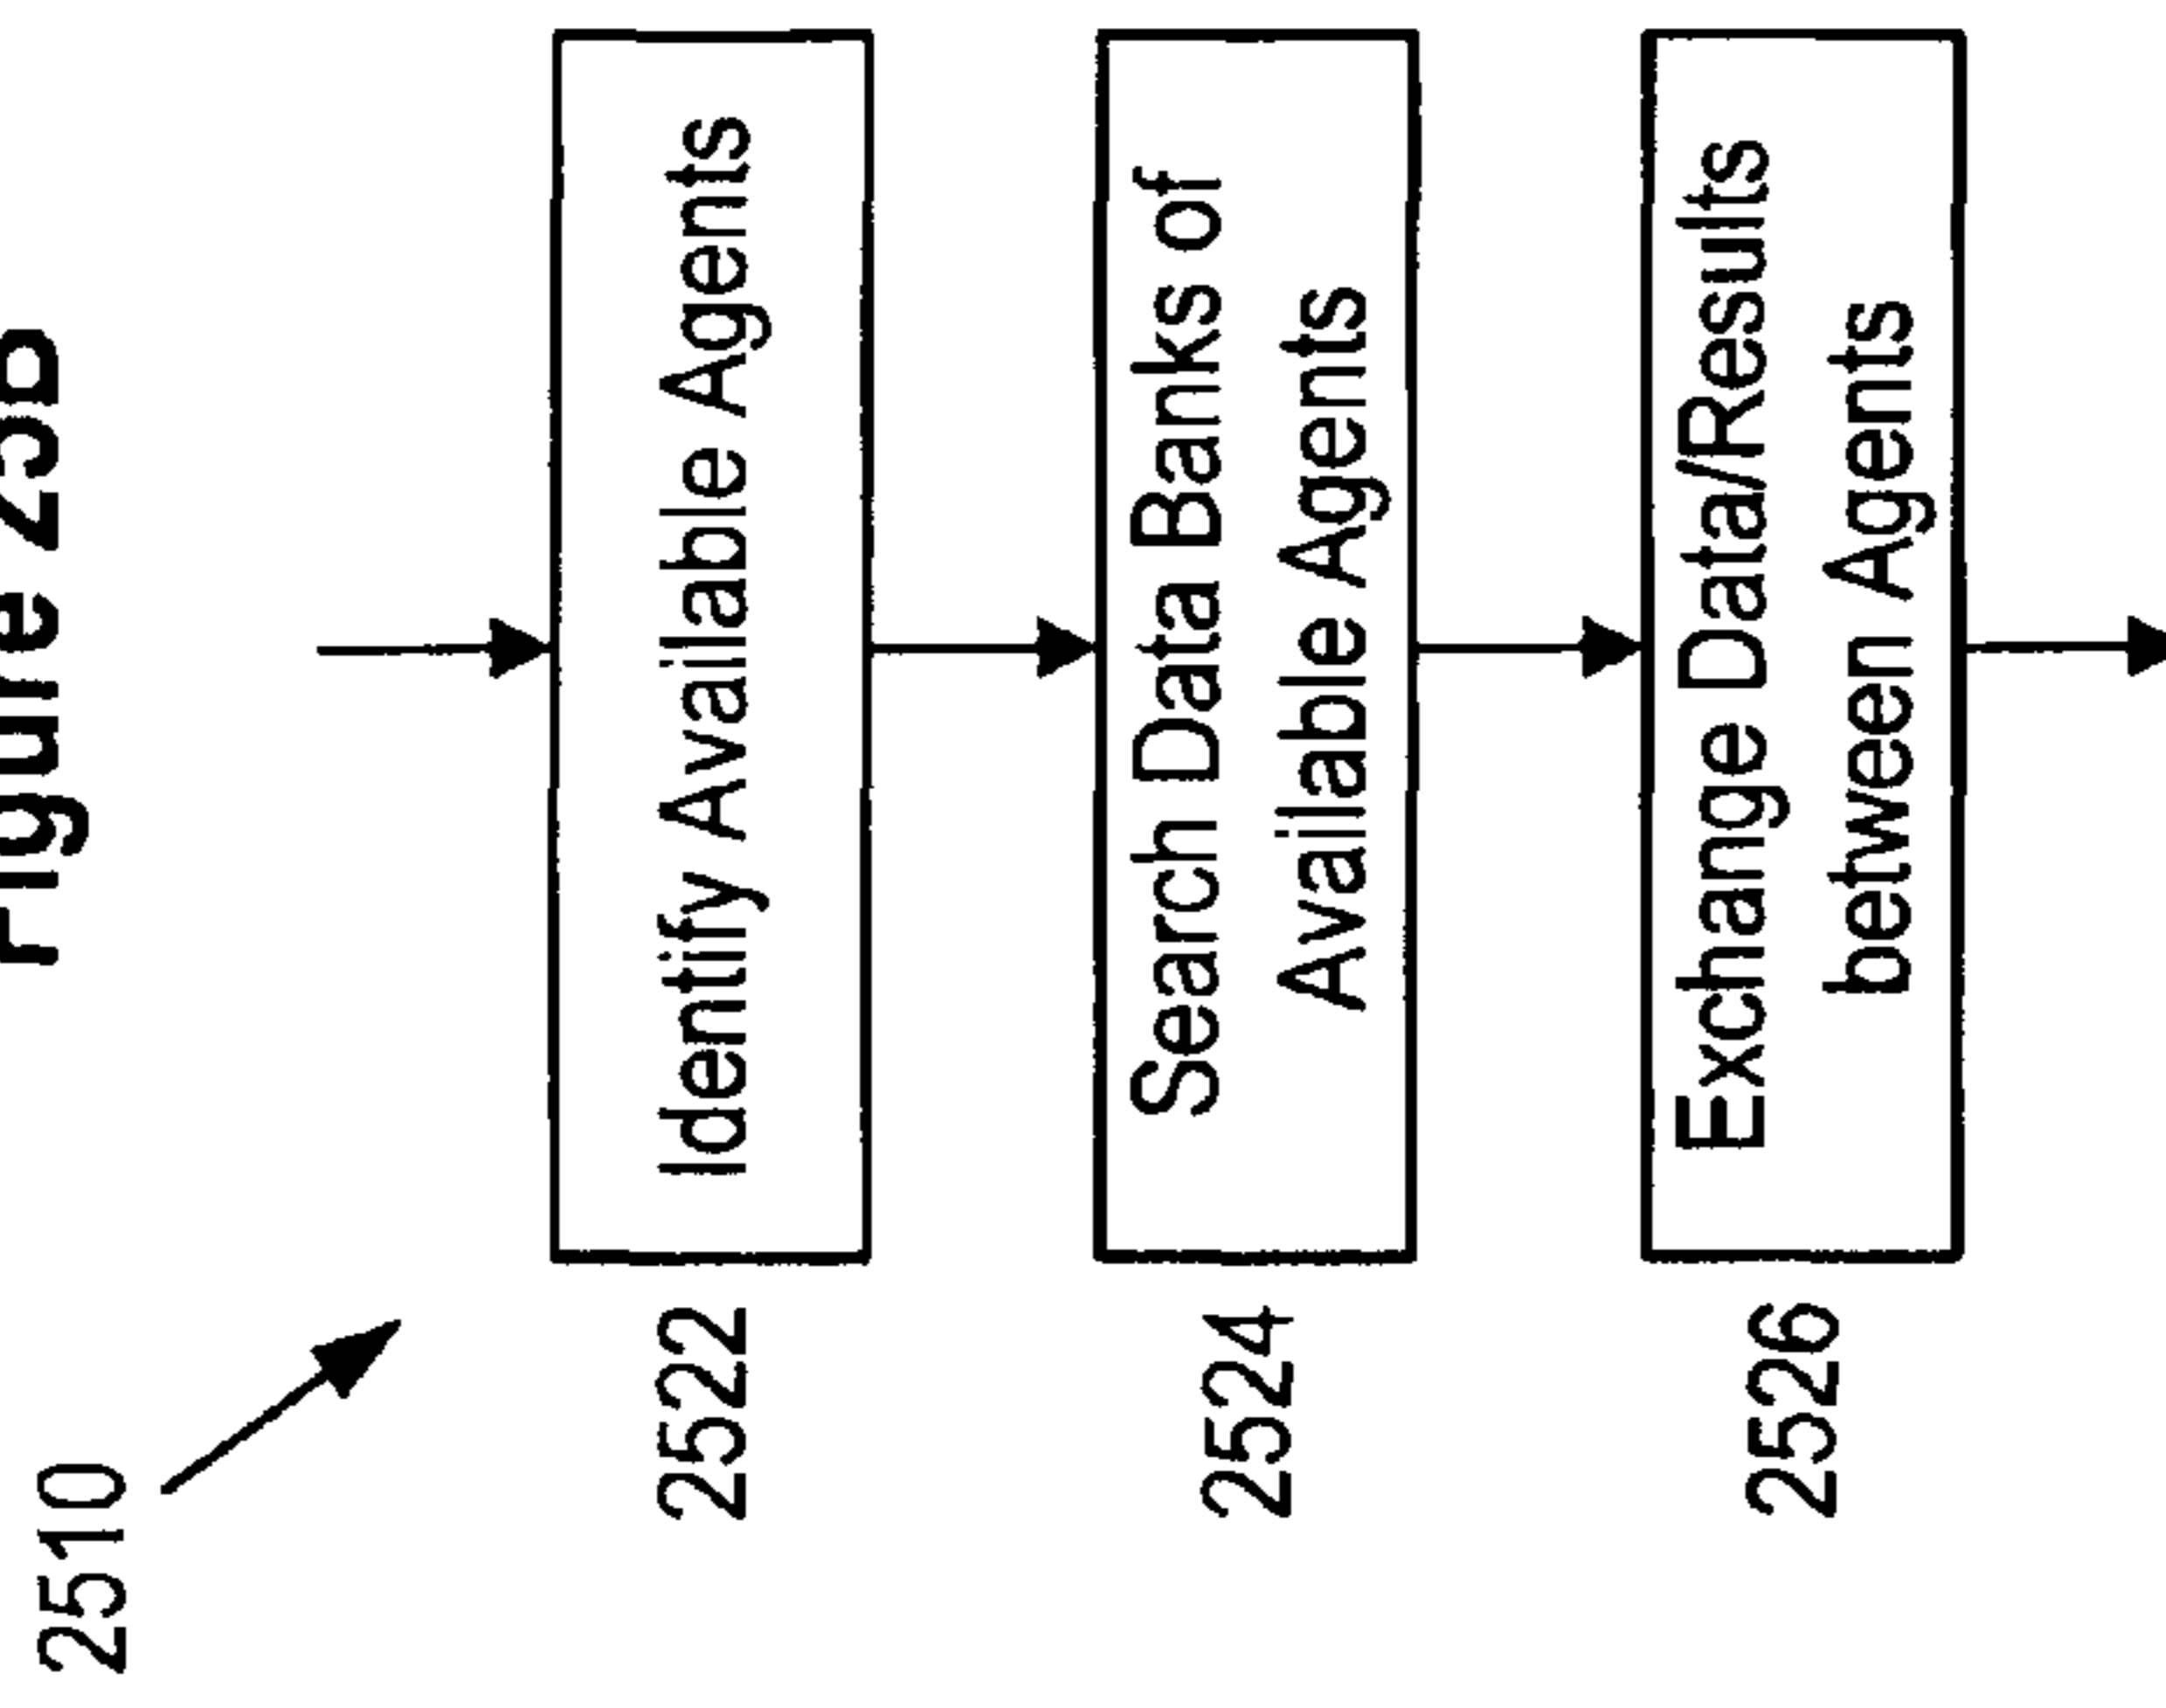 Figure 25B
2510
2522
Identify Available Agents
2524
Search Data Banks of
Available Agents
2526
Exchange Data/Results
between Agents